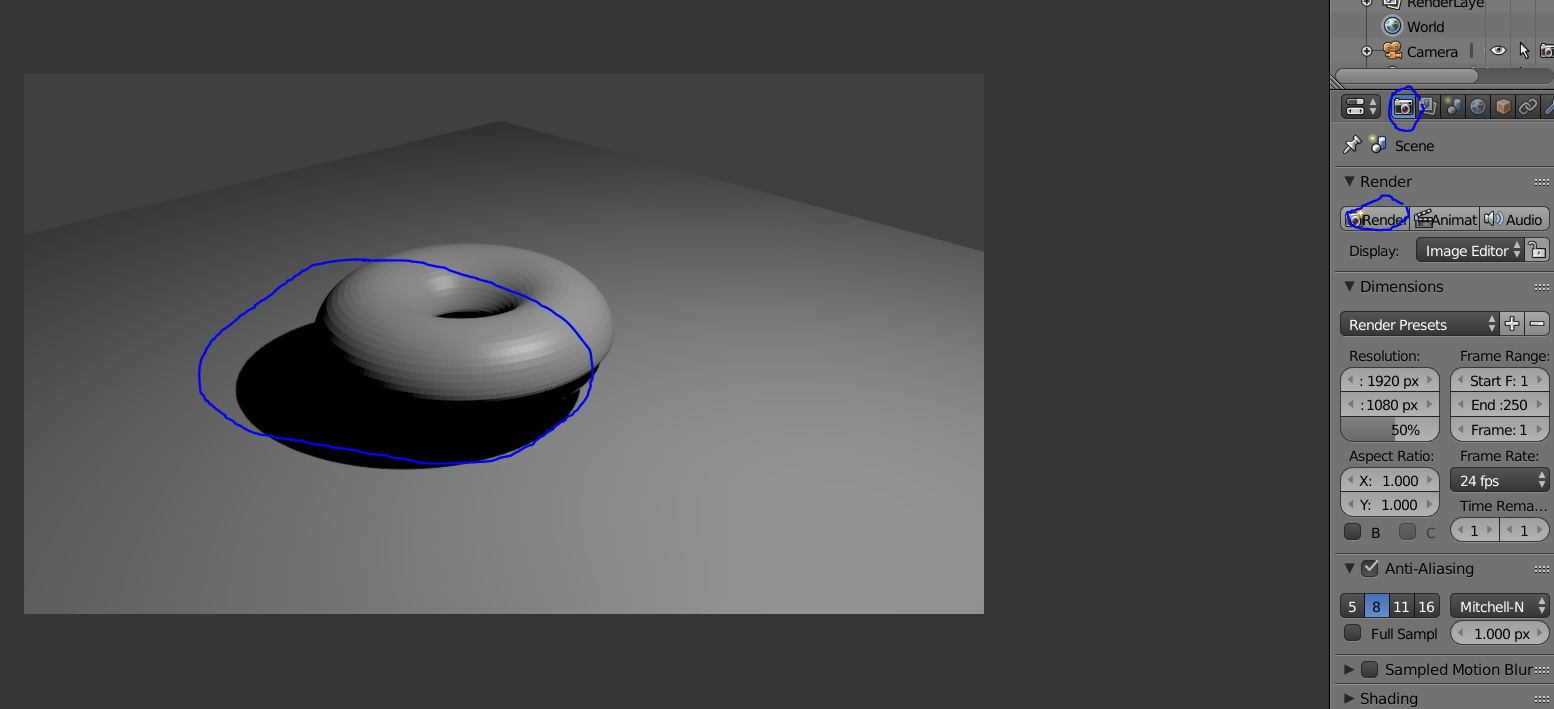 RenderLaye
World
Camera
Scene
Render
Render Animat Audio
Display: Image Editor
Dimensions
Render Presets
Resolution: Frame Range:
: 1920 px Start F: 1
: 1080 px End :250
50% Frame: 1
Aspect Ratio: Frame Rate:
X: 1.000 24 fps
Y: 1.000 Time Rema...
B C 1 1
Anti-Aliasing
5 8 11 16 Mitchell-N
Full Sampl 1.000 px
Sampled Motion Blur
Shading